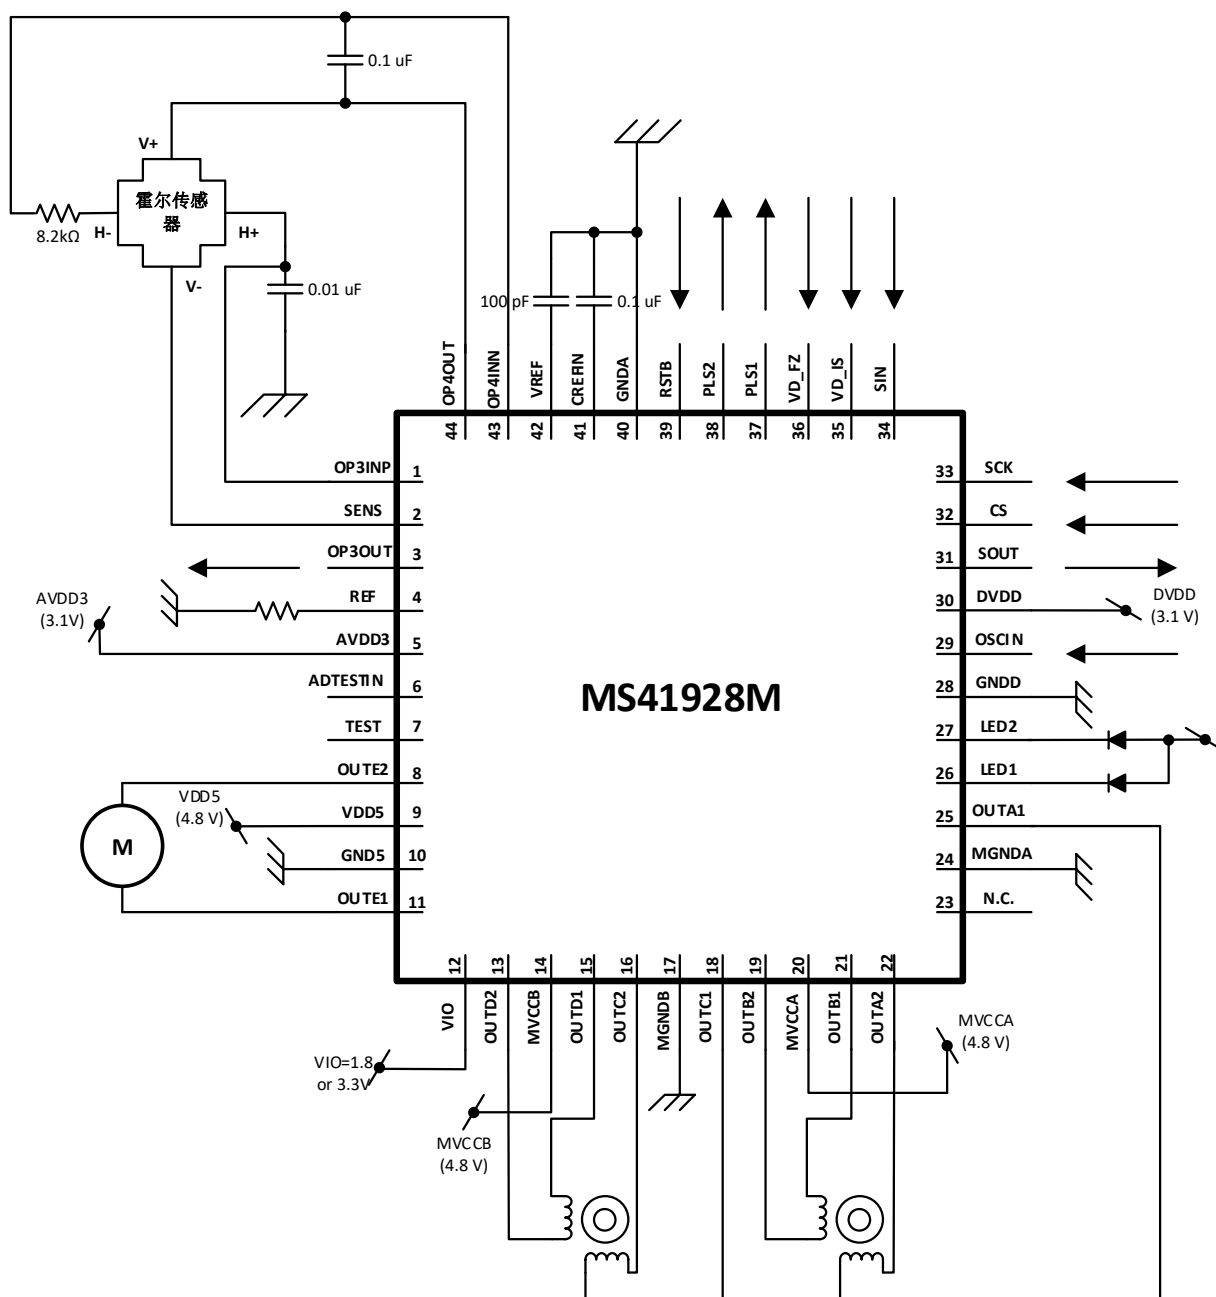 0.1 uF
V+
霍尔传感
器
8.2kΩ
H-
H+
V-
0.01 uF
100 pF
0.1 uF
OP4OUT
OP4INN
VREF
CREFIN
GNDA
RSTB
PLS2
PLS1
VD_FZ
VD_IS
SIN
44
43
42
41
40
39
38
37
36
35
34
OP3INP
1
SENS
2
OP3OUT
3
REF
4
AVDD3
(3.1V)
AVDD3
5
ADTESTIN
6
TEST
7
OUTE2
8
VDD5
(4.8 V)
VDD5
9
M
GND5
10
OUTE1
11
MS41928M
33
SCK
32
CS
31
SOUT
30
DVDD
DVDD
(3.1 V)
29
OSCIN
28
GNDD
27
LED2
26
LED1
25
OUTA1
24
MGNDA
23
N.C.
12
13
14
15
16
17
18
19
20
21
22
VIO
OUTD2
MVCCB
OUTD1
OUTC2
MGNDB
OUTC1
OUTB2
MVCCA
OUTB1
OUTA2
VIO=1.8
or 3.3V
MVCCB
(4.8 V)
MVCCA
(4.8 V)